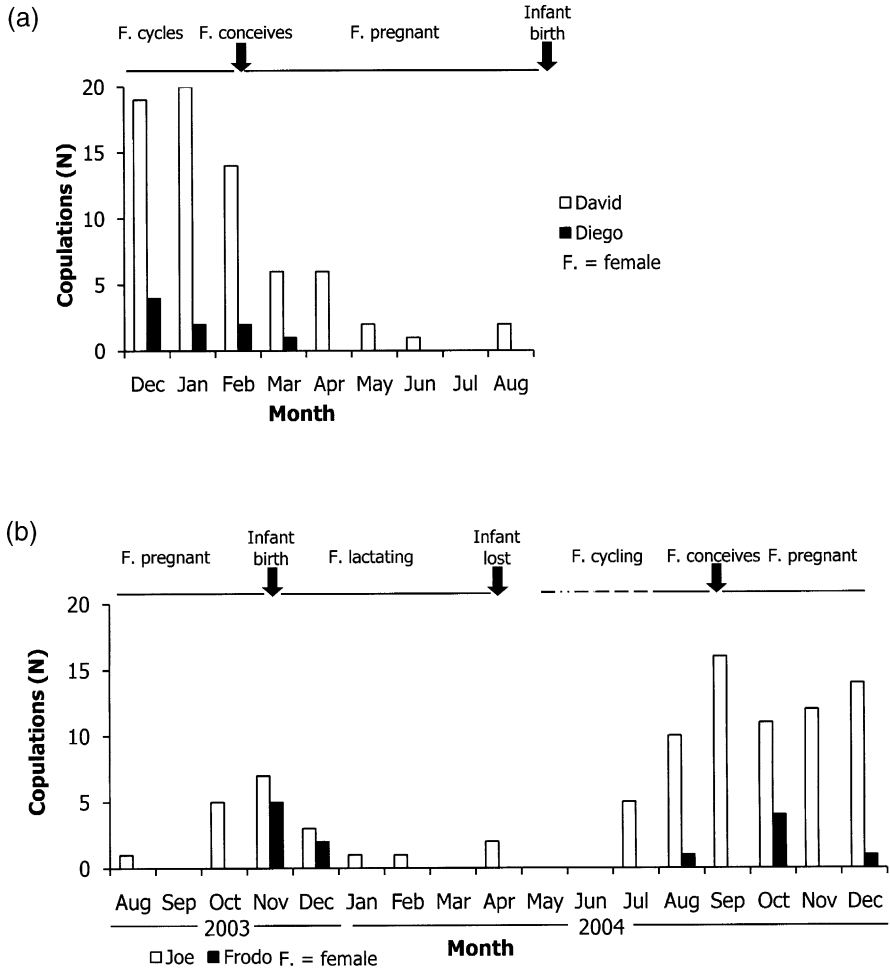 (a)
F. cycles F. conceives F. pregnant Infant
birth
20
15
10
5
0
Copulations (N)
Dec Jan Feb Mar Apr May Jun Jul Aug
Month
David
Diego
F. = female
(b)
F. pregnant Infant
birth F. lactating Infant
lost F. cycling F. conceives F. pregnant
20
15
10
5
0
Copulations (N)
Aug Sep Oct Nov Dec Jan Feb Mar Apr May Jun Jul Aug Sep Oct Nov Dec
2003 2004
Month
Joe Frodo F. = female